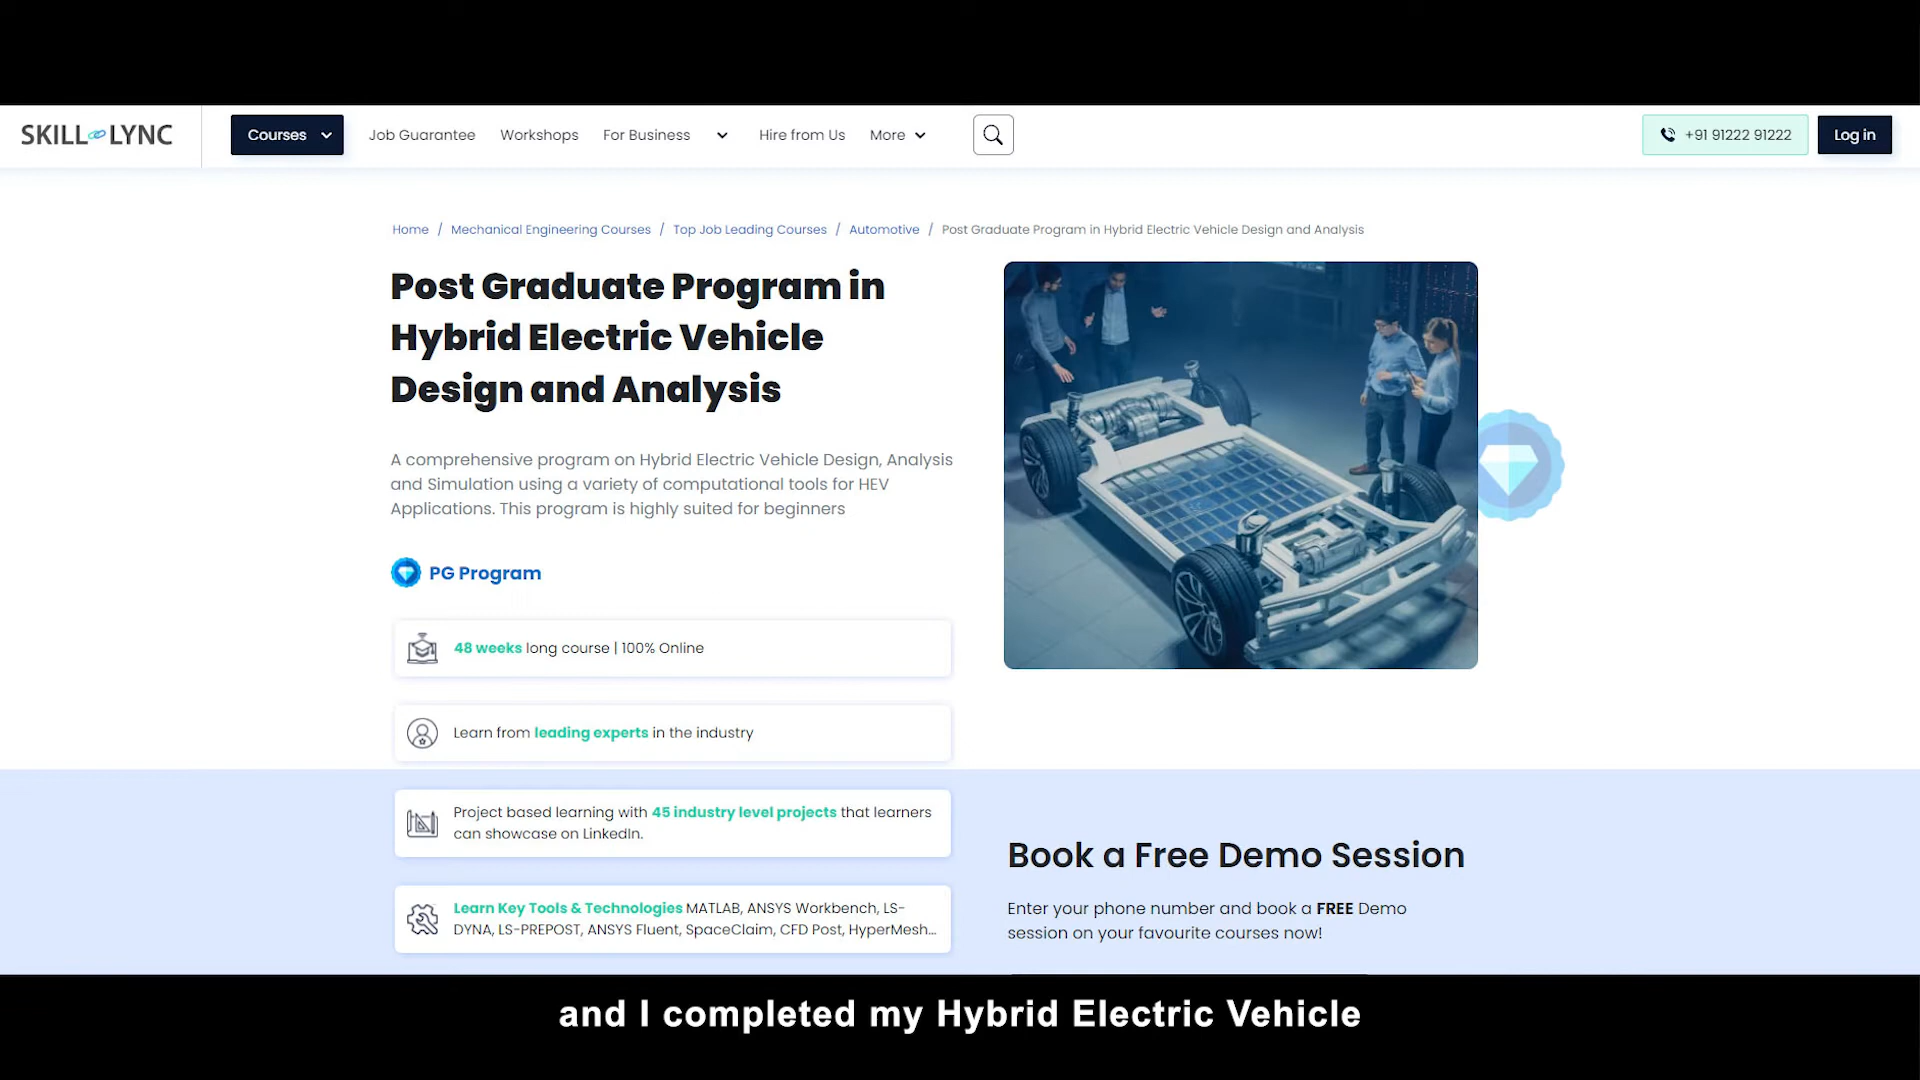 SKILL LYNC
Courses
Job Guarantee
Workshops
For Business
Hire from Us
More
+91 91222 91222
Log in
Home / Mechanical Engineering Courses / Top Job Leading Courses / Automotive / Post Graduate Program in Hybrid Electric Vehicle Design and Analysis
Post Graduate Program in
Hybrid Electric Vehicle
Design and Analysis
A comprehensive program on Hybrid Electric Vehicle Design, Analysis
and Simulation using a variety of computational tools for HEV
Applications. This program is highly suited for beginners
PG Program
48 weeks long course | 100% Online
Learn from leading experts in the industry
Project based learning with 45 industry level projects that learners
can showcase on LinkedIn.
Learn Key Tools & Technologies MATLAB, ANSYS Workbench, LS-
DYNA, LS-PREPOST, ANSYS Fluent, SpaceClaim, CFD Post, HyperMesh...
Book a Free Demo Session
Enter your phone number and book a FREE Demo
session on your favourite courses now!
and I completed my Hybrid Electric Vehicle